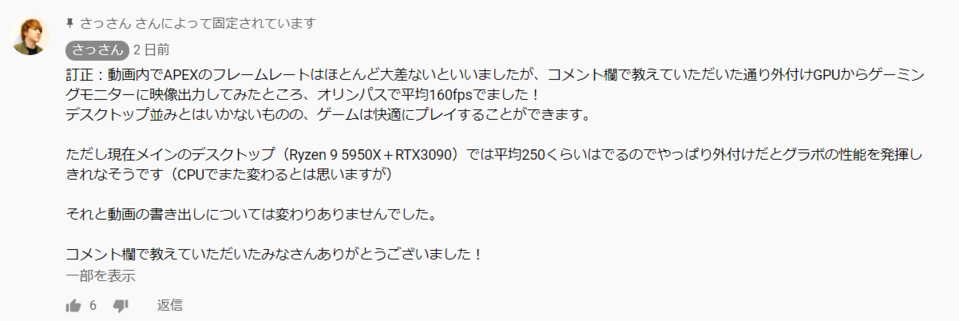 さっさん さんによって固定されています
さっさん 2 日前
訂正：動画内でAPEXのフレームレートはほとんど大差ないといいましたが、コメント欄で教えていただいた通り外付けGPUからゲーミン
グモニターに映像出力してみたところ、オリンパスで平均160fpsでました！
デスクトップ並みとはいかないものの、ゲームは快適にプレイすることができます。
ただし現在メインのデスクトップ（Ryzen 9 5950X＋RTX3090）では平均250くらいはでるのでやっぱり外付けだとグラボの性能を発揮し
きれなそうです（CPUでまた変わるとは思いますが）
それと動画の書き出しについては変わりありませんでした。
コメント欄で教えていただいたみなさんありがとうございました！
一部を表示
6 返信